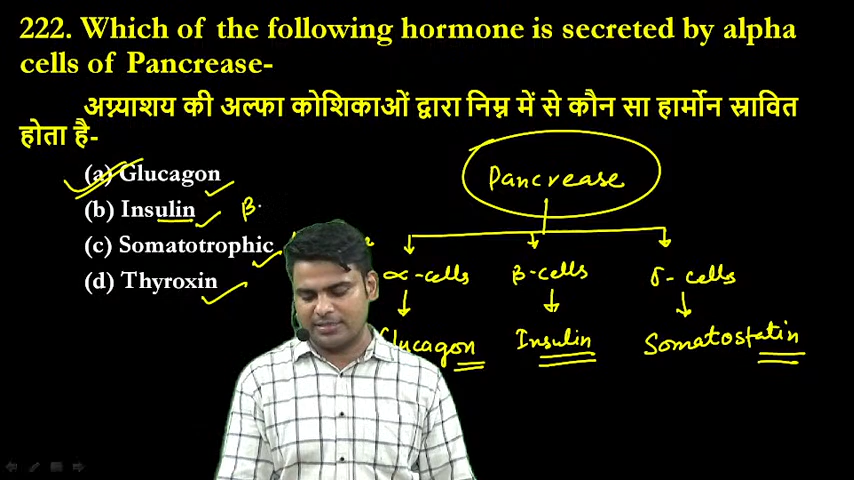 222. Which of the following hormone is secreted by alpha
cells of Pancrease-
अग्न्याशय की अल्फा कोशिकाओं द्वारा निम्न में से कौन सा हार्मोन स्रावित
होता है-
(a) Glucagon
(b) Insulin β.
(c) Somatotrophic
(d) Thyroxin
Pancrease
α-cells β-cells δ-cells
Glucagon Insulin Somatostatin